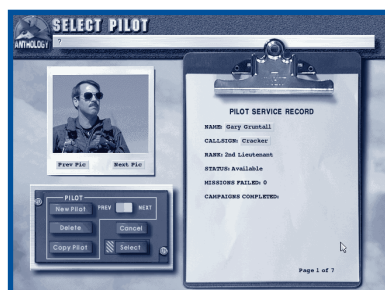 SELECT PILOT
ANTHOLOGY
?
PILOT SERVICE RECORD
NAME: Gary Gruntall
CALLSIGN: Cracker
RANK: 2nd Lieutenant
STATUS: Available
MISSIONS FAILED: 0
CAMPAIGNS COMPLETED:
Page 1 of 7
Prev Pic Next Pic
PILOT
New Pilot PREV NEXT
Delete Cancel
Copy Pilot Select